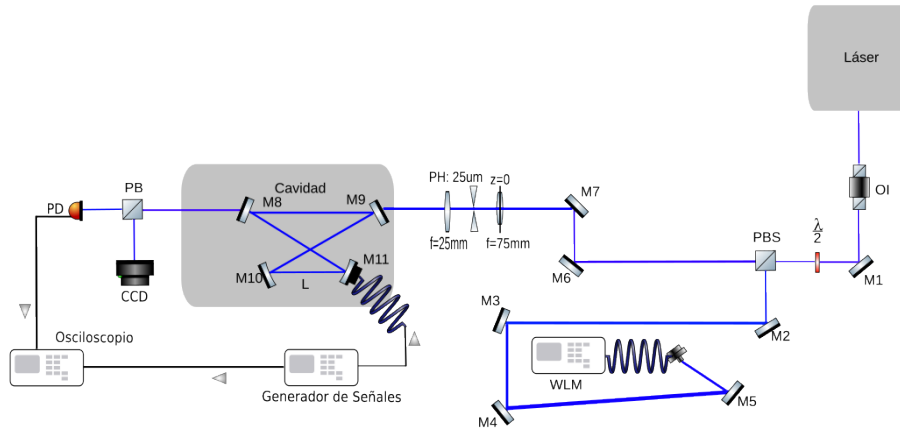 Láser
OI
M1
λ
2
PBS
M2
M7
M6
z=0
f=75mm
PH: 25um
f=25mm
Cavidad
M8
M9
M10
M11
L
PB
PD
CCD
Osciloscopio
Generador de Señales
M3
M4
M5
WLM